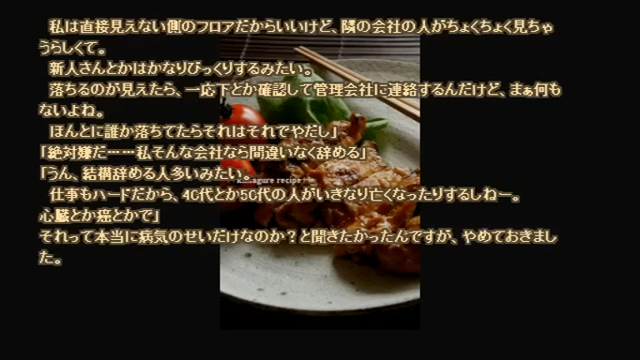 私は直接見えない側のフロアだからいいけど、隣の会社の人がちょくちょく見ちゃ
うらしくて。
新人さんとかはかなりびっくりするみたい。
落ちるのが見えたら、一応下とか確認して管理会社に連絡するんだけど、まぁ何も
ないよね。
ほんとに誰か落ちてたらそれはそれでやだし」
「絶対嫌だ……私そんな会社なら間違いなく辞める」
「うん、結構辞める人多いみたい。
仕事もハードだから、40代とか50代の人がいきなり亡くなったりするしねー。
心臓とか癌とかで」
それって本当に病気のせいだけなのか？と聞きたかったんですが、やめておきまし
た。
recipe